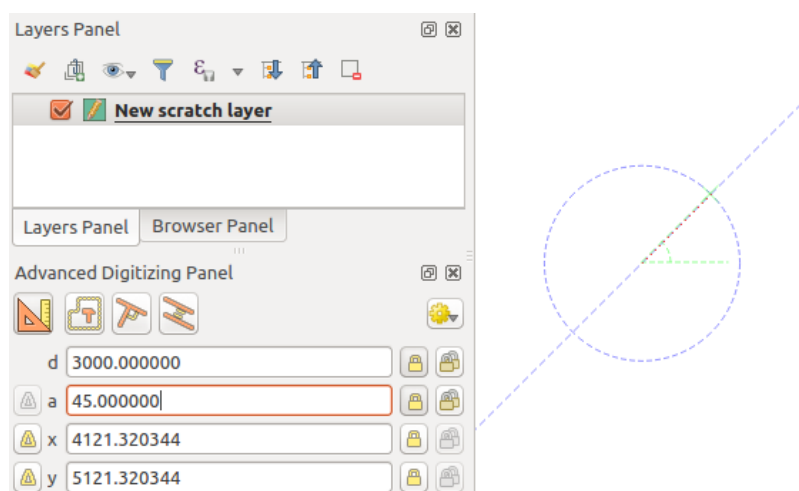 Layers Panel
New scratch layer
Layers Panel Browser Panel
Advanced Digitizing Panel
d 3000.000000
a 45.000000
x 4121.320344
y 5121.320344